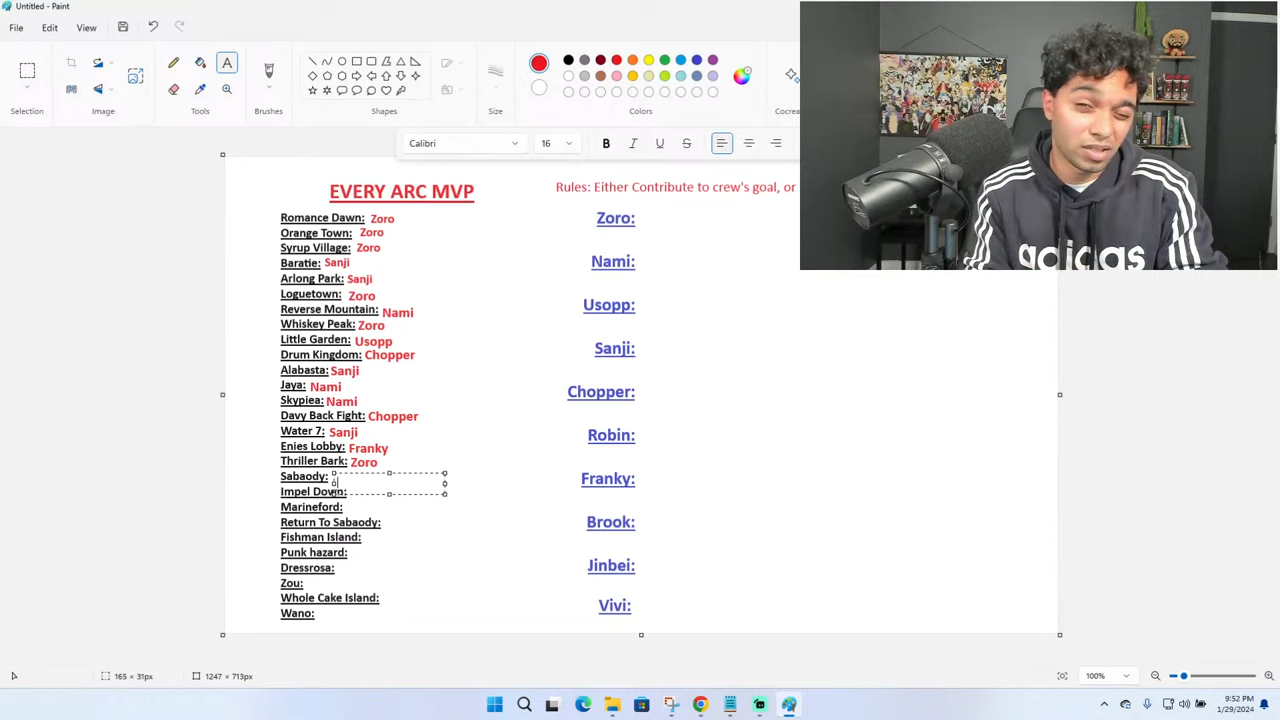 Untitled - Paint
File Edit View
Selection
Image
Tools
Brushes
Shapes
Size
Colors
Cocrea
A
Calibri 16 B I U S
EVERY ARC MVP
Rules: Either Contribute to crew's goal, or
Romance Dawn: Zoro
Orange Town: Zoro
Syrup Village: Zoro
Baratie: Sanji
Arlong Park: Sanji
Loguetown: Zoro
Reverse Mountain: Nami
Whiskey Peak: Zoro
Little Garden: Usopp
Drum Kingdom: Chopper
Alabasta: Sanji
Jaya: Nami
Skypiea: Nami
Davy Back Fight: Chopper
Water 7: Sanji
Enies Lobby: Franky
Thriller Bark: Zoro
Sabaody:
Impel Down:
Marineford:
Return To Sabaody:
Fishman Island:
Punk hazard:
Dressrosa:
Zou:
Whole Cake Island:
Wano:
Zoro:
Nami:
Usopp:
Sanji:
Chopper:
Robin:
Franky:
Brook:
Jinbei:
Vivi:
adidas
165 × 31px
1247 × 713px
100%
9:52 PM
1/29/2024